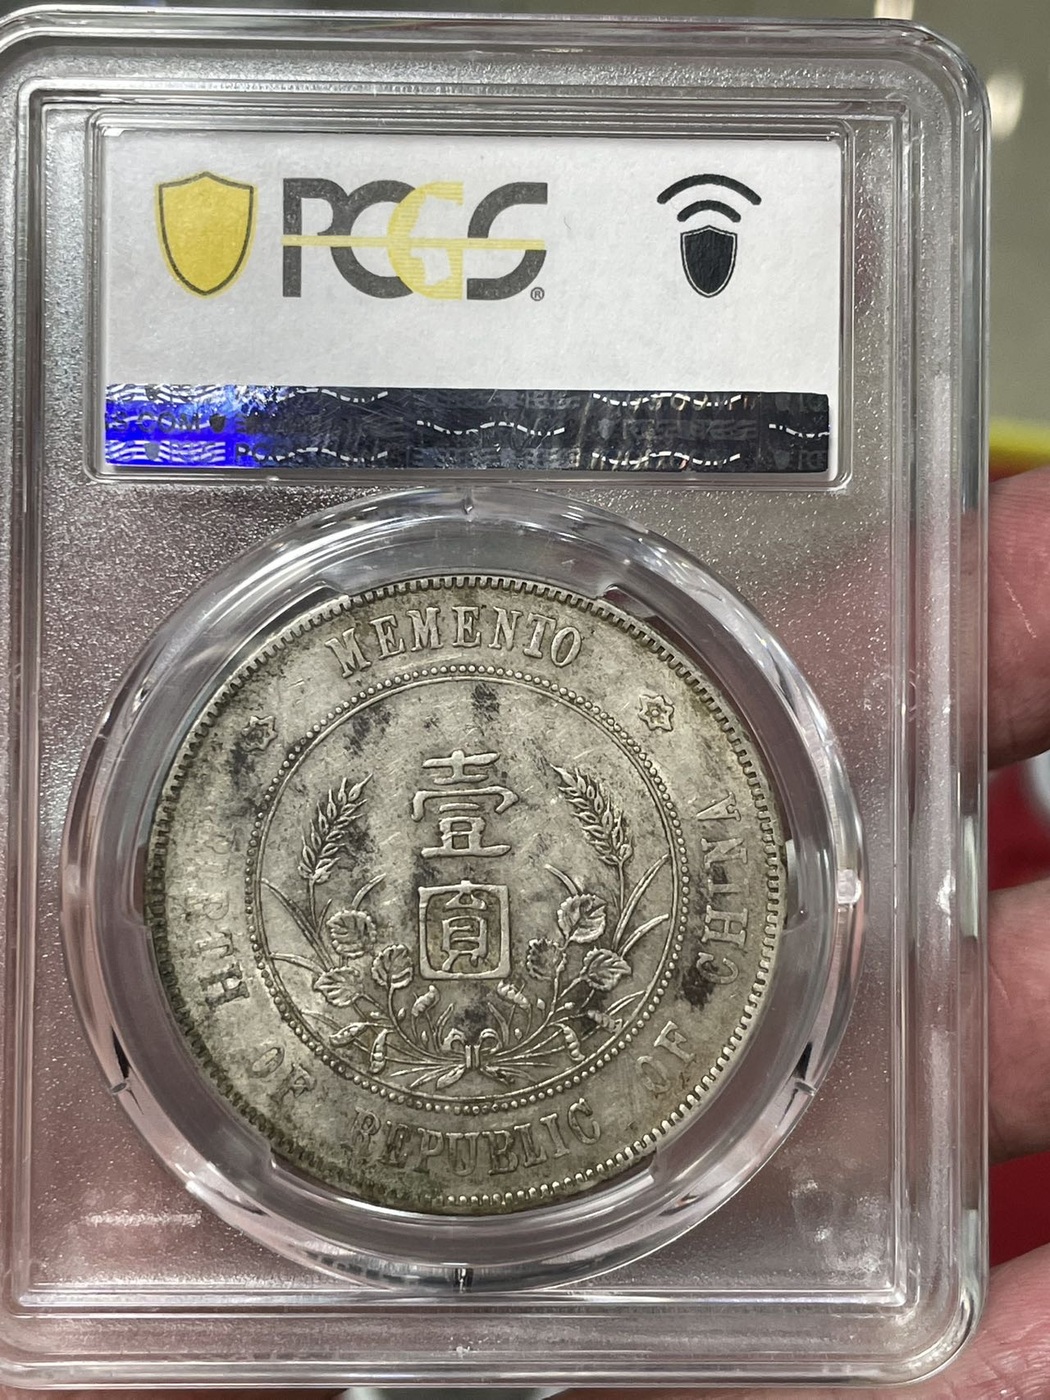 PCGS®
MEMENTO
壹
圓
BIRTH OF REPUBLIC OF CHINA